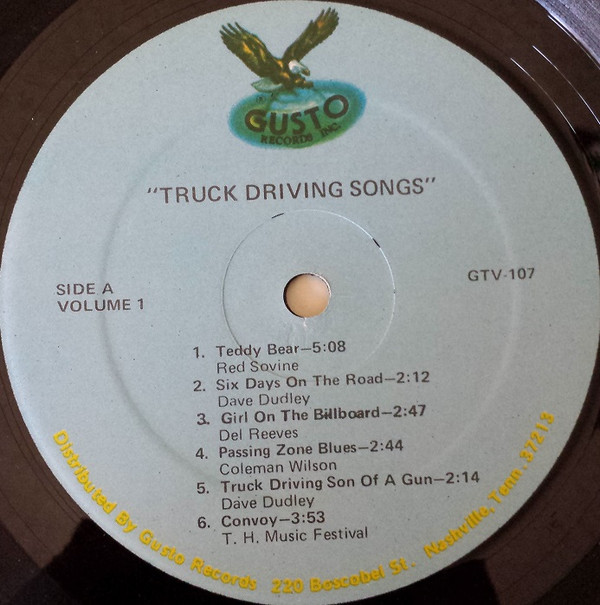 GUSTO
RECORDS INC.
"TRUCK DRIVING SONGS"
SIDE A
VOLUME 1
GTV-107
1. Teddy Bear—5:08
Red Sovine
2. Six Days On The Road—2:12
Dave Dudley
3. Girl On The Billboard—2:47
Del Reeves
4. Passing Zone Blues—2:44
Coleman Wilson
5. Truck Driving Son Of A Gun—2:14
Dave Dudley
6. Convoy—3:53
T. H. Music Festival
Distributed By Gusto Records 220 Boscobel St. Nashville, Tenn. 37213